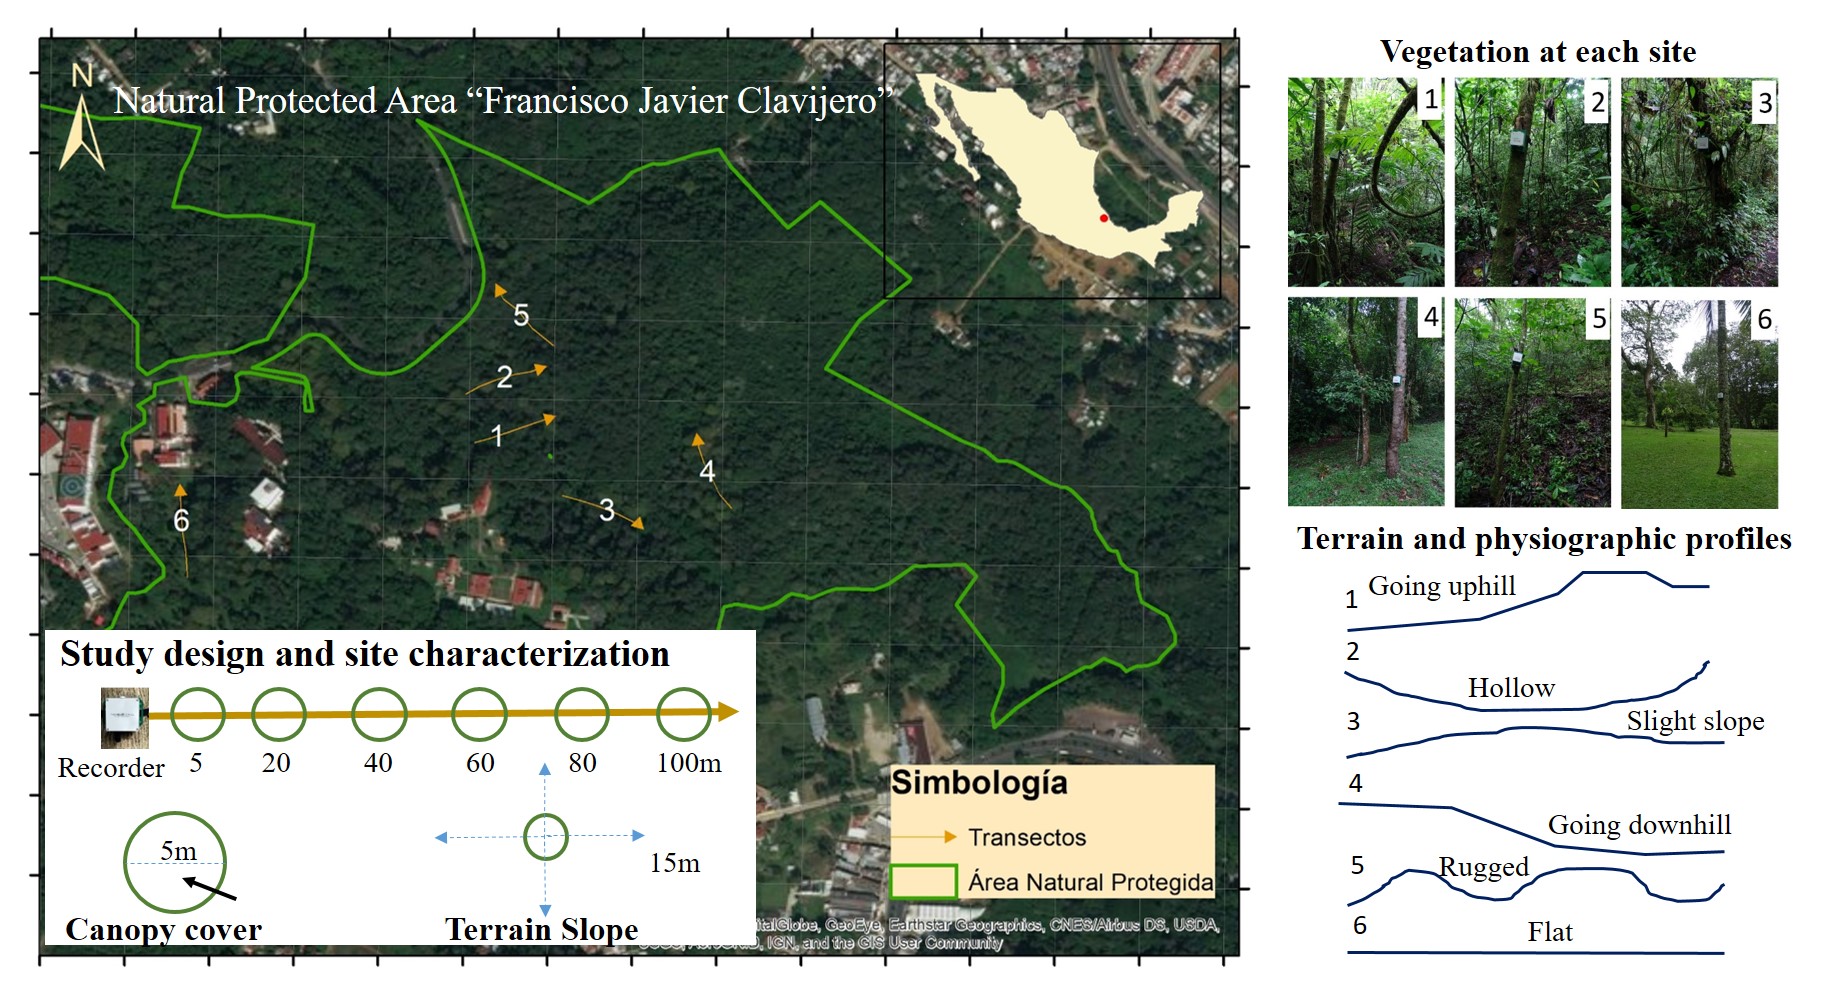 N
Natural Protected Area “Francisco Javier Clavijero”
5
2
1
4
3
6
Study design and site characterization
Recorder 5 20 40 60 80 100m
5m
15m
Canopy cover
Terrain Slope
Simbología
Transectos
Área Natural Protegida
GeoEye, Earthstar Geographics, CNES/Airbus DS, USDA,
IGN, and the GIS User Community
Vegetation at each site
1 2 3
4 5 6
Terrain and physiographic profiles
1 Going uphill
2
Hollow
3 Slight slope
4
Going downhill
5 Rugged
6 Flat